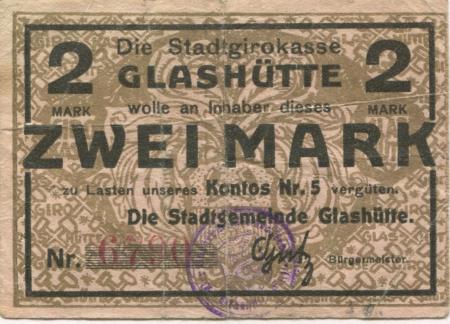 2 Die Stadtgirokasse 2
MARK GLASHÜTTE MARK
wolle an Inhaber dieses
ZWEI MARK
zu Lasten unseres Kontos Nr. 5 vergüten.
Die Stadtgemeinde Glashütte.
Nr. 6790
Bürgermeister.